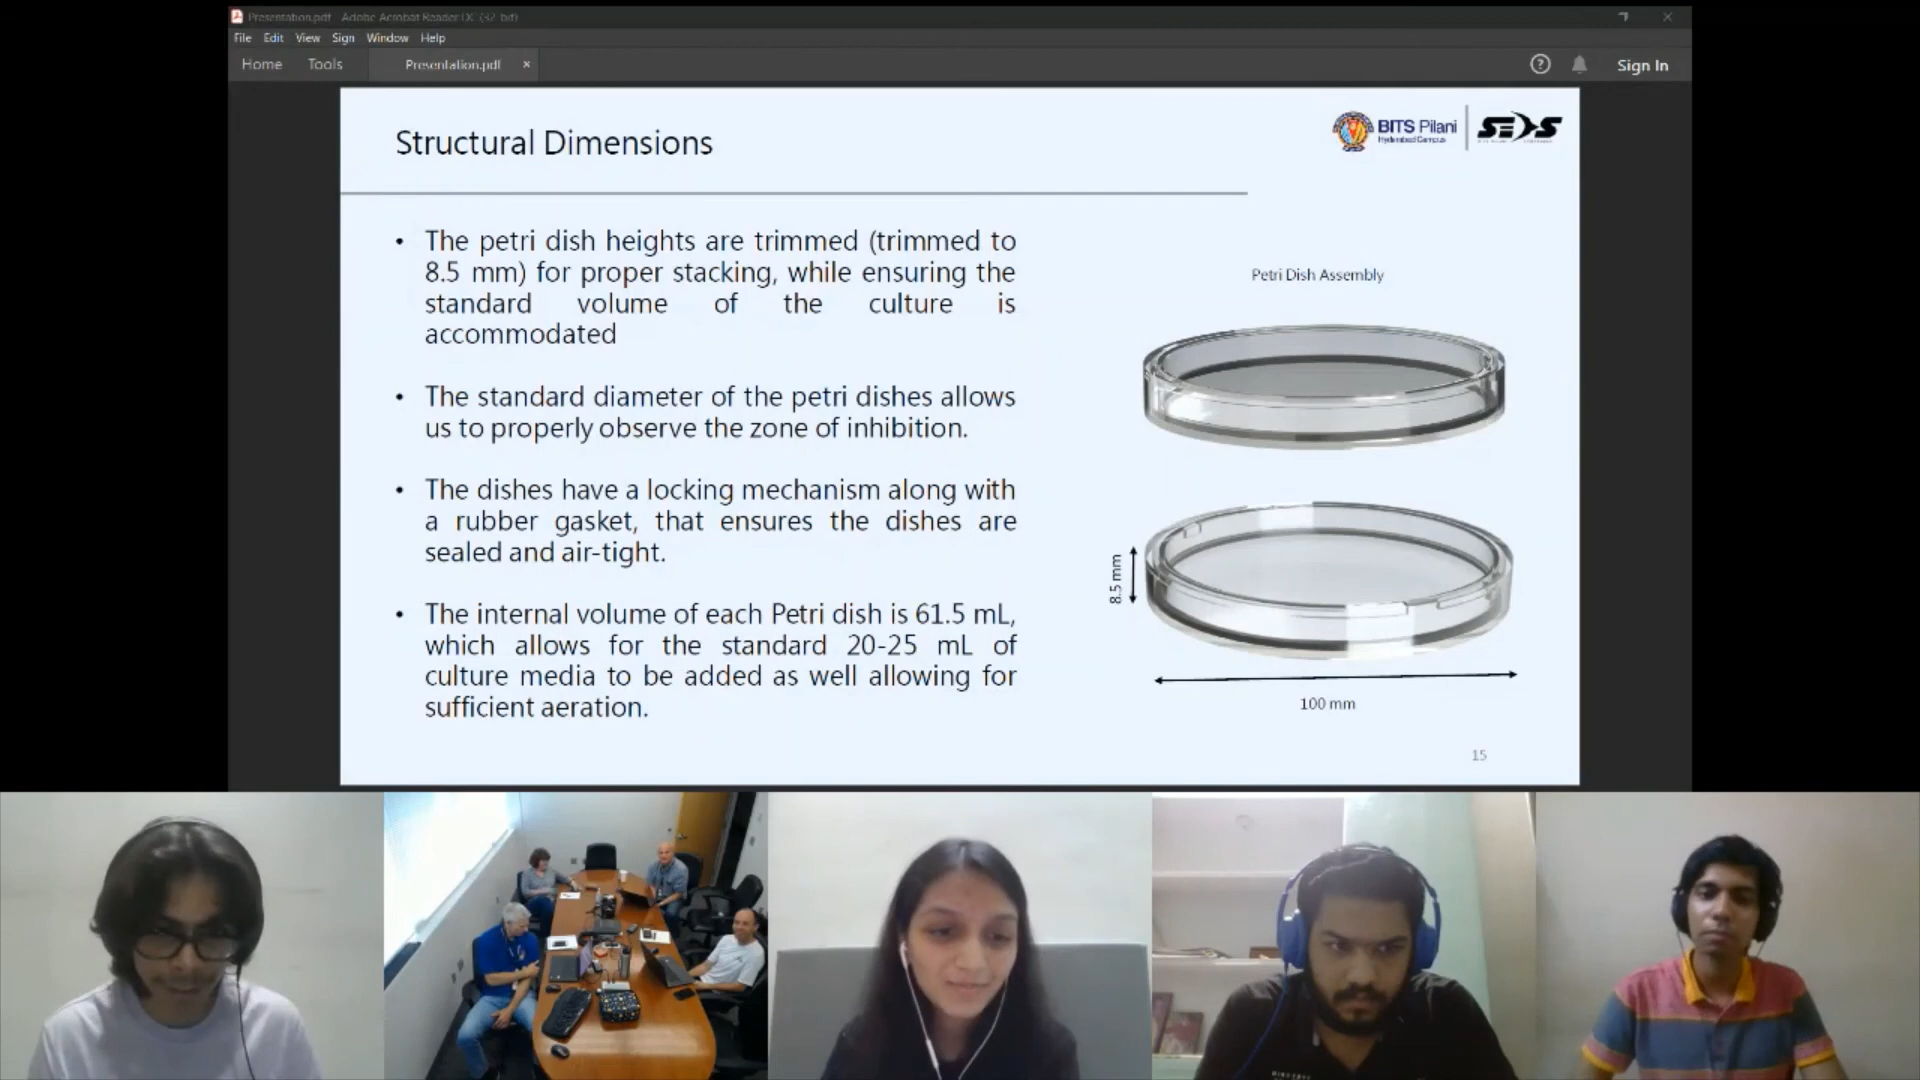 Presentation.pdf - Adobe Acrobat Reader DC (32-bit)
File Edit View Sign Window Help
Home Tools Presentation.pdf × ? Sign In
Structural Dimensions
BITS Pilani
Hyderabad Campus
SEDS
• The petri dish heights are trimmed (trimmed to
8.5 mm) for proper stacking, while ensuring the
standard volume of the culture is
accommodated
• The standard diameter of the petri dishes allows
us to properly observe the zone of inhibition.
• The dishes have a locking mechanism along with
a rubber gasket, that ensures the dishes are
sealed and air-tight.
• The internal volume of each Petri dish is 61.5 mL,
which allows for the standard 20-25 mL of
culture media to be added as well allowing for
sufficient aeration.
Petri Dish Assembly
8.5 mm
100 mm
15